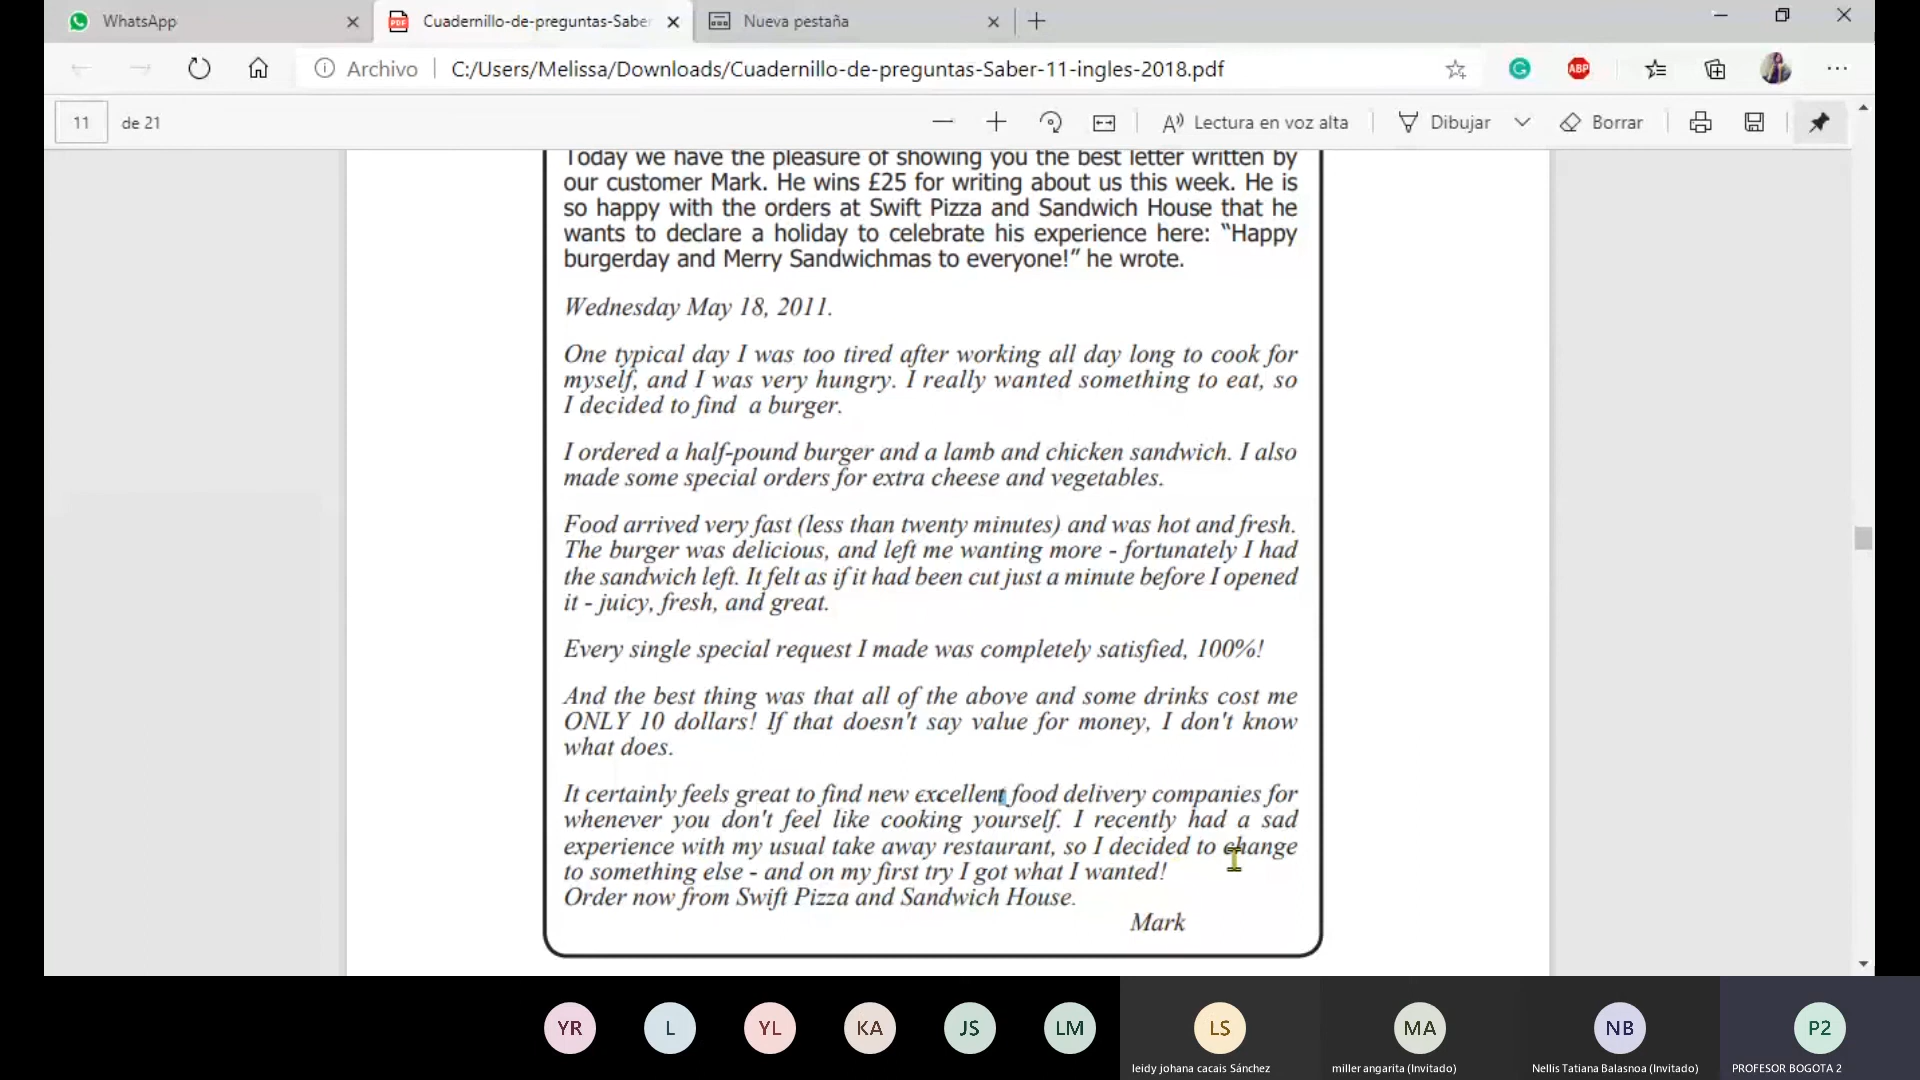 WhatsApp
Cuadernillo-de-preguntas-Saber
Nueva pestaña
Archivo
C:/Users/Melissa/Downloads/Cuadernillo-de-preguntas-Saber-11-ingles-2018.pdf
ABP
11 de 21
Lectura en voz alta
Dibujar
Borrar
Today we have the pleasure of showing you the best letter written by
our customer Mark. He wins £25 for writing about us this week. He is
so happy with the orders at Swift Pizza and Sandwich House that he
wants to declare a holiday to celebrate his experience here: “Happy
burgerday and Merry Sandwichmas to everyone!” he wrote.
Wednesday May 18, 2011.
One typical day I was too tired after working all day long to cook for
myself, and I was very hungry. I really wanted something to eat, so
I decided to find a burger.
I ordered a half-pound burger and a lamb and chicken sandwich. I also
made some special orders for extra cheese and vegetables.
Food arrived very fast (less than twenty minutes) and was hot and fresh.
The burger was delicious, and left me wanting more - fortunately I had
the sandwich left. It felt as if it had been cut just a minute before I opened
it - juicy, fresh, and great.
Every single special request I made was completely satisfied, 100%!
And the best thing was that all of the above and some drinks cost me
ONLY 10 dollars! If that doesn't say value for money, I don't know
what does.
It certainly feels great to find new excellent food delivery companies for
whenever you don't feel like cooking yourself. I recently had a sad
experience with my usual take away restaurant, so I decided to change
to something else - and on my first try I got what I wanted!
Order now from Swift Pizza and Sandwich House.
Mark
YR
L
YL
KA
JS
LM
LS
MA
NB
P2
leidy johana cacais Sánchez
miller angarita (Invitado)
Nellis Tatiana Balasnoa (Invitado)
PROFESOR BOGOTA 2